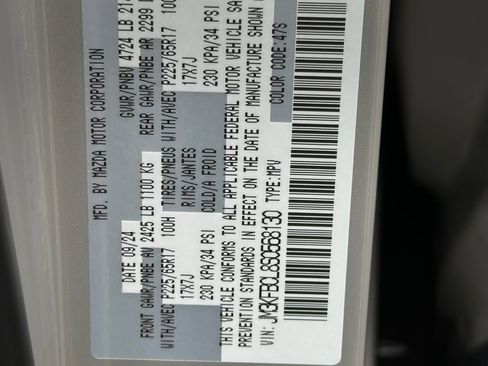 MFD. BY MAZDA MOTOR CORPORATION
DATE 09/24 GVWR/PNBV 4724 LB 21
FRONT GAWR/PNBE AV 2425 LB 1100 KG REAR GAWR/PNBE AR 2299
WITH/AVEC P225/65R17 100H TIRES/PNEUS WITH/AVEC P225/65R17 100
17X7J RIMS/JANTES 17X7J
230 KPA/34 PSI COLD/A FROID 230 KPA/34 PSI
THIS VEHICLE CONFORMS TO ALL APPLICABLE FEDERAL MOTOR VEHICLE SA
STANDARDS IN EFFECT ON THE DATE OF MANUFACTURE SHOWN
VIN: JM3KFBCL8S0568130 TYPE:MPV COLOR CODE:47S